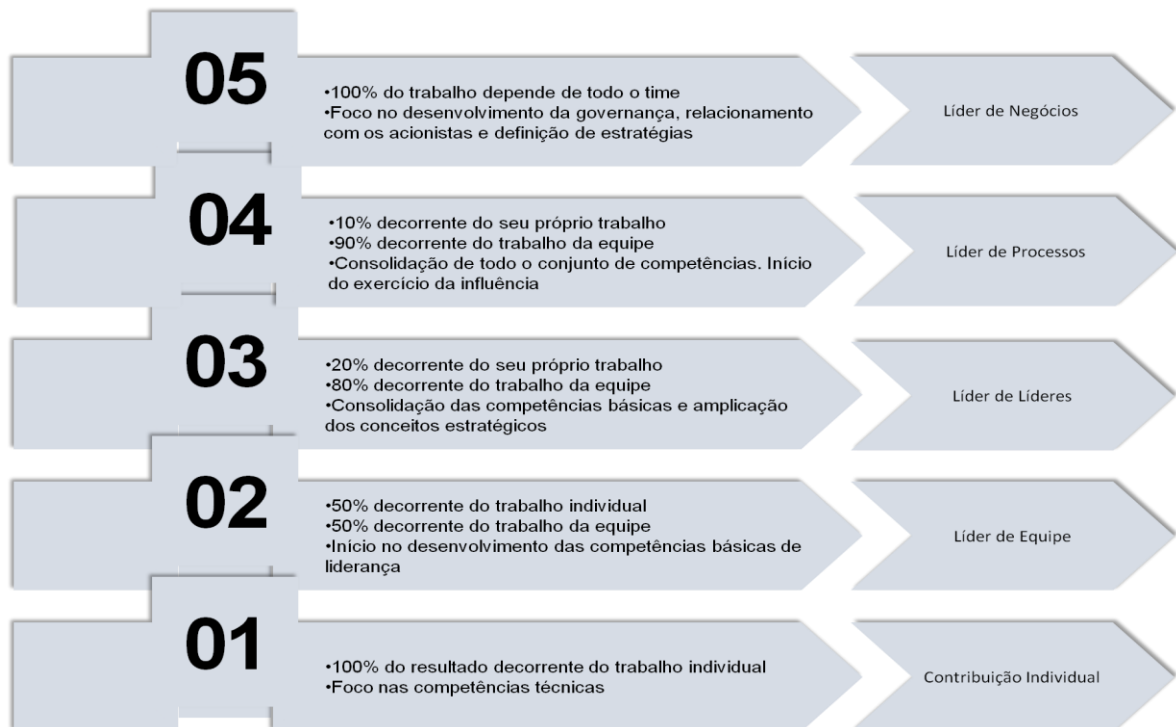 05
•100% do trabalho depende de todo o time
•Foco no desenvolvimento da governança, relacionamento
com os acionistas e definição de estratégias
Líder de Negócios
04
•10% decorrente do seu próprio trabalho
•90% decorrente do trabalho da equipe
•Consolidação de todo o conjunto de competências. Início
do exercício da influência
Líder de Processos
03
•20% decorrente do seu próprio trabalho
•80% decorrente do trabalho da equipe
•Consolidação das competências básicas e amplicação
dos conceitos estratégicos
Líder de Líderes
02
•50% decorrente do trabalho individual
•50% decorrente do trabalho da equipe
•Início no desenvolvimento das competências básicas de
liderança
Líder de Equipe
01
•100% do resultado decorrente do trabalho individual
•Foco nas competências técnicas
Contribuição Individual